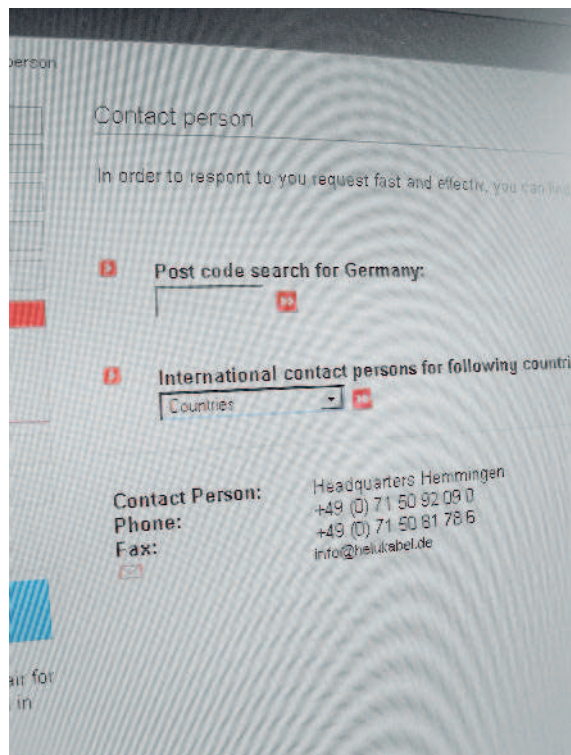 person
Contact person
In order to respont to you request fast and effectiv, you can find
Post code search for Germany:
International contact persons for following countri
Countries
Contact Person: Headquarters Hemmingen
Phone: +49 (0) 71 50 92 09 0
Fax: +49 (0) 71 50 81 78 6
info@helukabel.de
air for
in